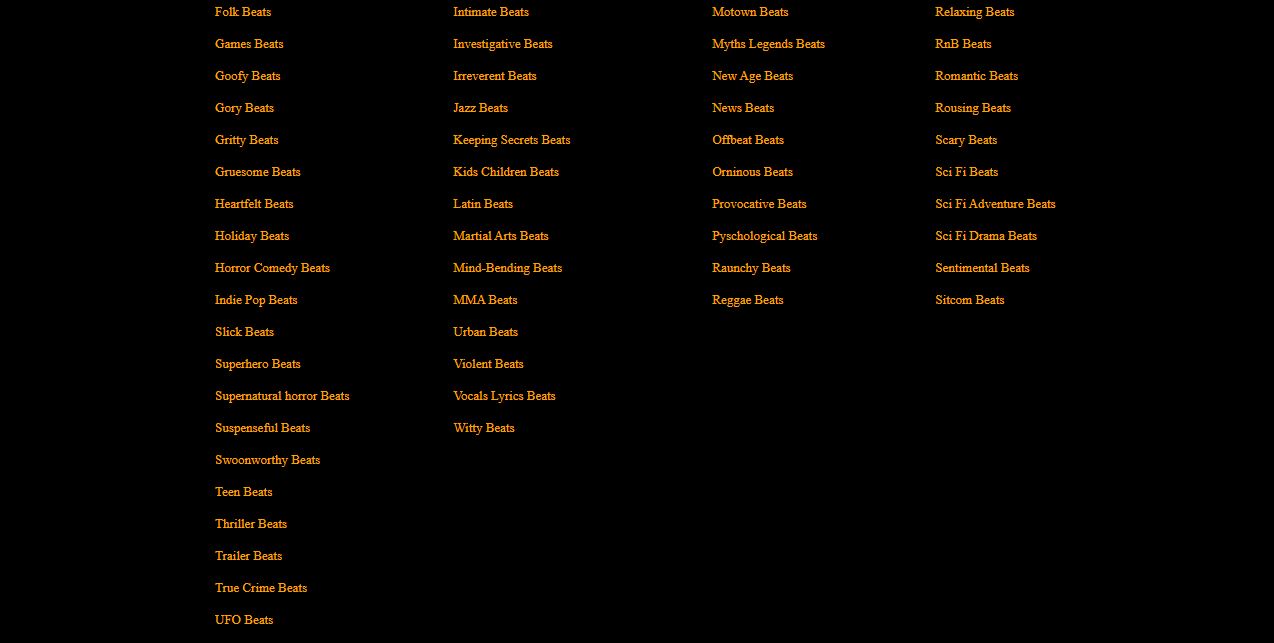 Folk Beats
Games Beats
Goofy Beats
Gory Beats
Gritty Beats
Gruesome Beats
Heartfelt Beats
Holiday Beats
Horror Comedy Beats
Indie Pop Beats
Slick Beats
Superhero Beats
Supernatural horror Beats
Suspenseful Beats
Swoonworthy Beats
Teen Beats
Thriller Beats
Trailer Beats
True Crime Beats
UFO Beats
Intimate Beats
Investigative Beats
Irreverent Beats
Jazz Beats
Keeping Secrets Beats
Kids Children Beats
Latin Beats
Martial Arts Beats
Mind-Bending Beats
MMA Beats
Urban Beats
Violent Beats
Vocals Lyrics Beats
Witty Beats
Motown Beats
Myths Legends Beats
New Age Beats
News Beats
Offbeat Beats
Orninous Beats
Provocative Beats
Pyschological Beats
Raunchy Beats
Reggae Beats
Relaxing Beats
RnB Beats
Romantic Beats
Rousing Beats
Scary Beats
Sci Fi Beats
Sci Fi Adventure Beats
Sci Fi Drama Beats
Sentimental Beats
Sitcom Beats